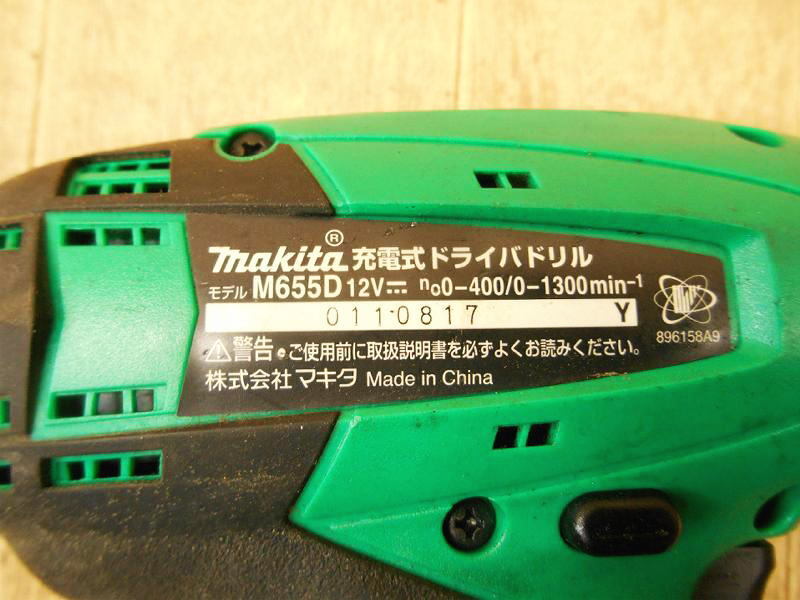 makita® 充電式ドライバドリル
モデル M655D 12V⎓ n₀0-400/0-1300min⁻¹
0110817 Y
896158A9
⚠警告 ●ご使用前に取扱説明書を必ずよくお読みください。
株式会社マキタ Made in China